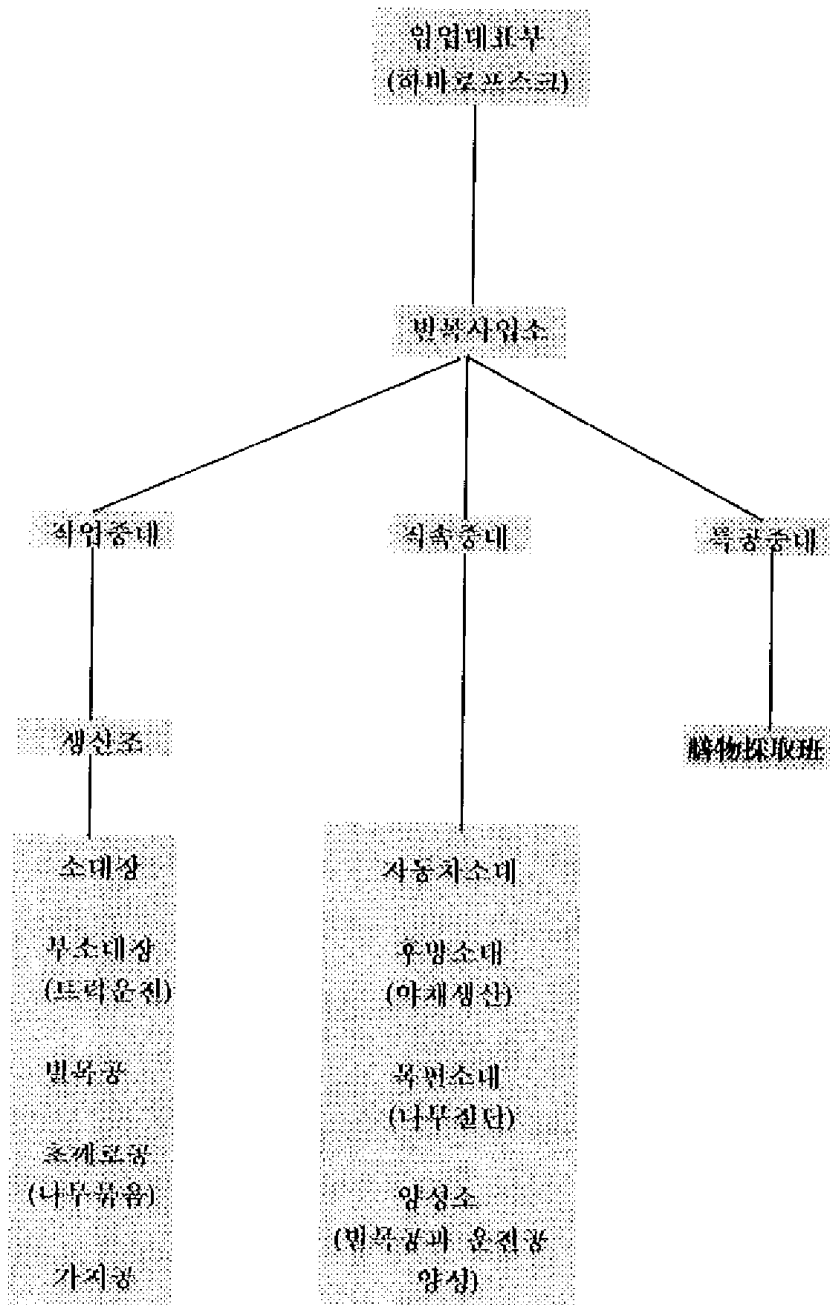 임업대표부
(하바로프스크)
벌목사업소
작업중대
직속중대
목공중대
생산조
膳物採取班
소대장
부소대장
(뜨락운전)
벌목공
초께로공
(나무묶음)
가지공
자동차소대
후방소대
(야채생산)
목편소대
(나무절단)
양성소
(벌목공과 운전공
양성)